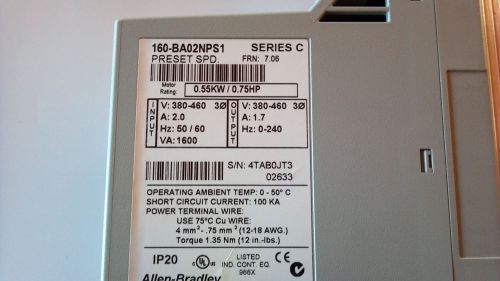 160-BA02NPS1 SERIES C
PRESET SPD. FRN: 7.06
Motor Rating: 0.55KW / 0.75HP
INPUT
V: 380-460 3Ø
A: 2.0
Hz: 50 / 60
VA: 1600
OUTPUT
V: 380-460 3Ø
A: 1.7
Hz: 0-240
S/N: 4TAB0JT3
02633
OPERATING AMBIENT TEMP: 0 - 50° C
SHORT CIRCUIT CURRENT: 100 KA
POWER TERMINAL WIRE:
USE 75°C Cu WIRE:
4 mm² - .75 mm² (12-18 AWG.)
Torque 1.35 Nm (12 in.-lbs.)
IP20
C UL US
LISTED
IND. CONT. EQ.
966X
Allen-Bradley